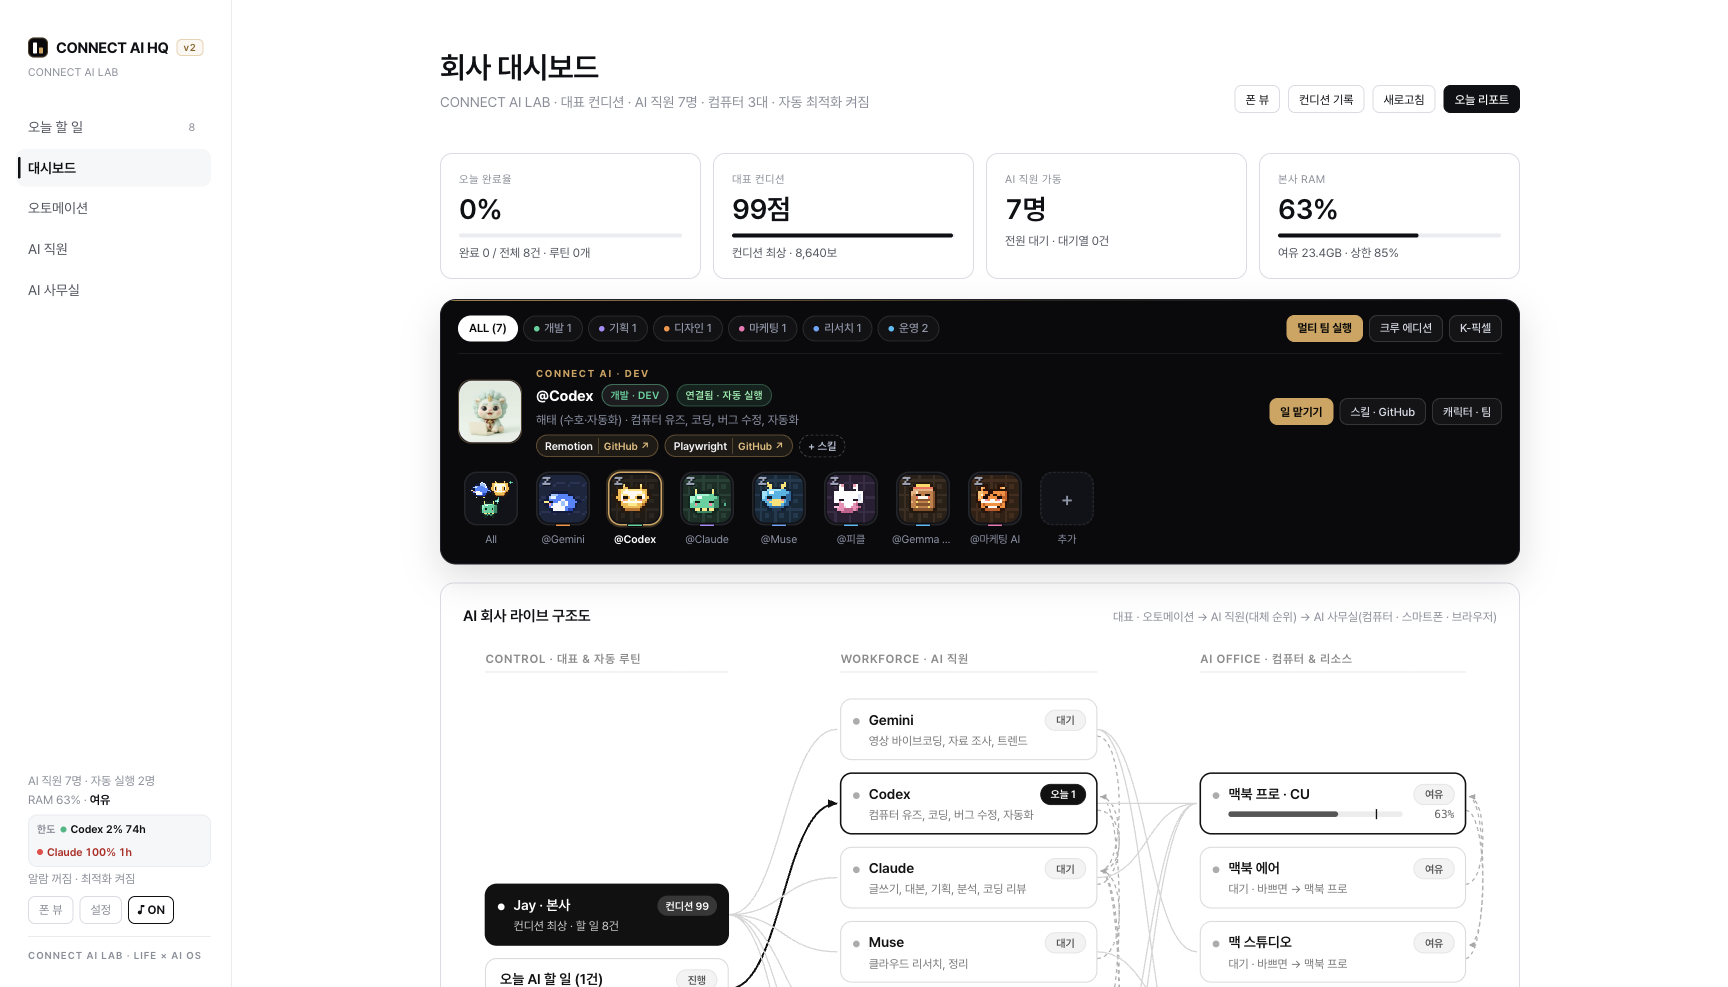 CONNECT AI HQ v2
CONNECT AI LAB
오늘 할 일 8
대시보드
오토메이션
AI 직원
AI 사무실
AI 직원 7명 · 자동 실행 2명
RAM 63% · 여유
한도 Codex 2% 74h
Claude 100% 1h
알람 꺼짐 · 최적화 켜짐
폰 뷰 설정 ♪ ON
CONNECT AI LAB · LIFE × AI OS
회사 대시보드
CONNECT AI LAB · 대표 컨디션 · AI 직원 7명 · 컴퓨터 3대 · 자동 최적화 켜짐
폰 뷰 컨디션 기록 새로고침 오늘 리포트
오늘 완료율
0%
완료 0 / 전체 8건 · 루틴 0개
대표 컨디션
99점
컨디션 최상 · 8,640보
AI 직원 가동
7명
전원 대기 · 대기열 0건
본사 RAM
63%
여유 23.4GB · 상한 85%
ALL (7) 개발 1 기획 1 디자인 1 마케팅 1 리서치 1 운영 2
멀티 팀 실행 크루 에디션 K-픽셀
CONNECT AI · DEV
@Codex 개발 · DEV 연결됨 · 자동 실행
해태 (수호·자동화) · 컴퓨터 유즈, 코딩, 버그 수정, 자동화
Remotion GitHub ↗ Playwright GitHub ↗ + 스킬
일 맡기기 스킬 · GitHub 캐릭터 · 팀
All @Gemini @Codex @Claude @Muse @피클 @Gemma ... @마케팅 AI 추가
AI 회사 라이브 구조도
대표 · 오토메이션 → AI 직원(대체 순위) → AI 사무실(컴퓨터 · 스마트폰 · 브라우저)
CONTROL · 대표 & 자동 루틴
Jay · 본사 컨디션 99
컨디션 최상 · 할 일 8건
오늘 AI 할 일 (1건) 진행
WORKFORCE · AI 직원
Gemini 대기
영상 바이브코딩, 자료 조사, 트렌드
Codex 오늘 1
컴퓨터 유즈, 코딩, 버그 수정, 자동화
Claude 대기
글쓰기, 대본, 기획, 분석, 코딩 리뷰
Muse 대기
클라우드 리서치, 정리
AI OFFICE · 컴퓨터 & 리소스
맥북 프로 · CU 여유
63%
맥북 에어 여유
대기 · 바쁘면 → 맥북 프로
맥 스튜디오 여유
대기 · 바쁘면 → 맥북 프로